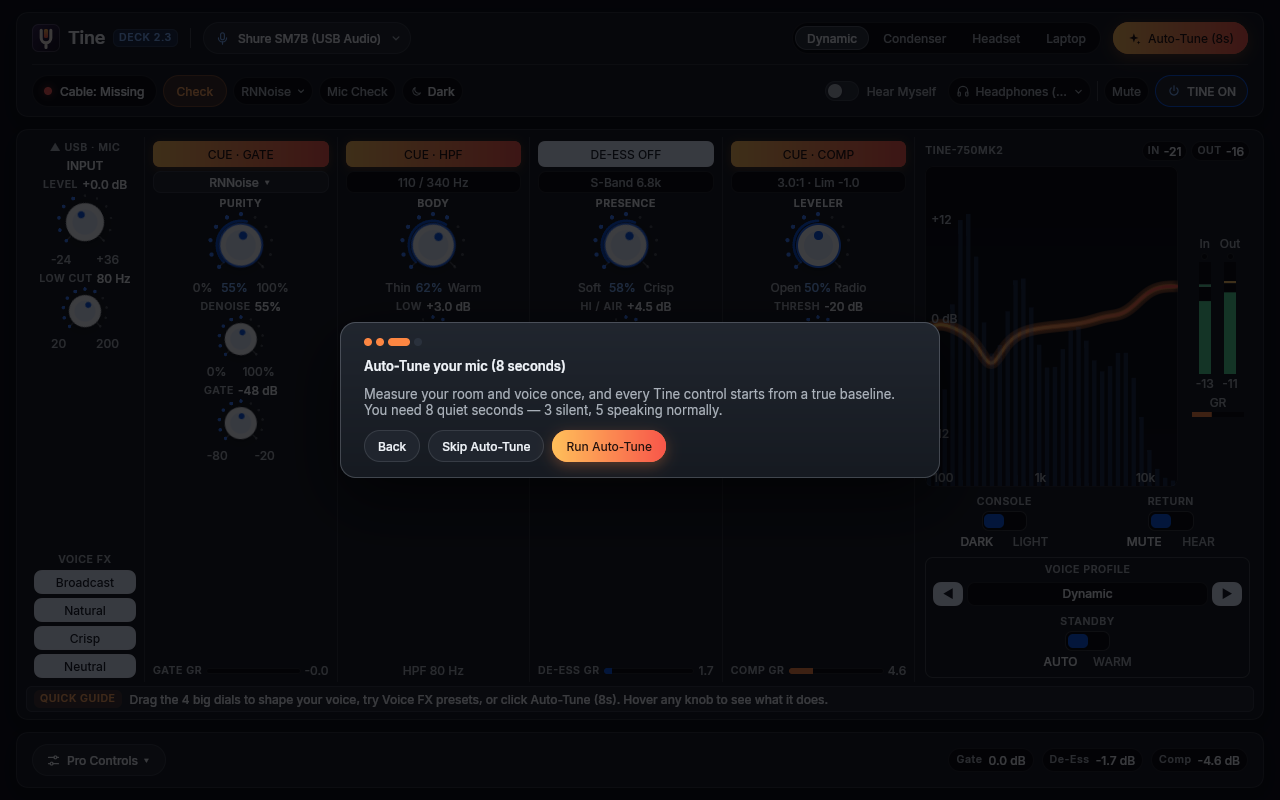 Tine DECK 2.3 Shure SM7B (USB Audio) Dynamic Condenser Headset Laptop Auto-Tune (8s)
Cable: Missing Check RNNoise Mic Check Dark Hear Myself Headphones (... Mute TINE ON
USB · MIC
INPUT
LEVEL +0.0 dB
-24 +36
LOW CUT 80 Hz
20 200
VOICE FX
Broadcast
Natural
Crisp
Neutral
CUE · GATE
RNNoise
PURITY
0% 55% 100%
DENOISE 55%
0% 100%
GATE -48 dB
-80 -20
GATE GR -0.0
CUE · HPF
110 / 340 Hz
BODY
Thin 62% Warm
LOW +3.0 dB
HPF 80 Hz
DE-ESS OFF
S-Band 6.8k
PRESENCE
Soft 58% Crisp
HI / AIR +4.5 dB
DE-ESS GR 1.7
CUE · COMP
3.0:1 · Lim -1.0
LEVELER
Open 50% Radio
THRESH -20 dB
COMP GR 4.6
Auto-Tune your mic (8 seconds)
Measure your room and voice once, and every Tine control starts from a true baseline.
You need 8 quiet seconds — 3 silent, 5 speaking normally.
Back Skip Auto-Tune Run Auto-Tune
TINE-750MK2 IN -21 OUT -16
+12
0 dB
12
100 1k 10k
In Out
-13 -11
GR
CONSOLE RETURN
DARK LIGHT MUTE HEAR
VOICE PROFILE
Dynamic
STANDBY
AUTO WARM
QUICK GUIDE Drag the 4 big dials to shape your voice, try Voice FX presets, or click Auto-Tune (8s). Hover any knob to see what it does.
Pro Controls Gate 0.0 dB De-Ess -1.7 dB Comp -4.6 dB